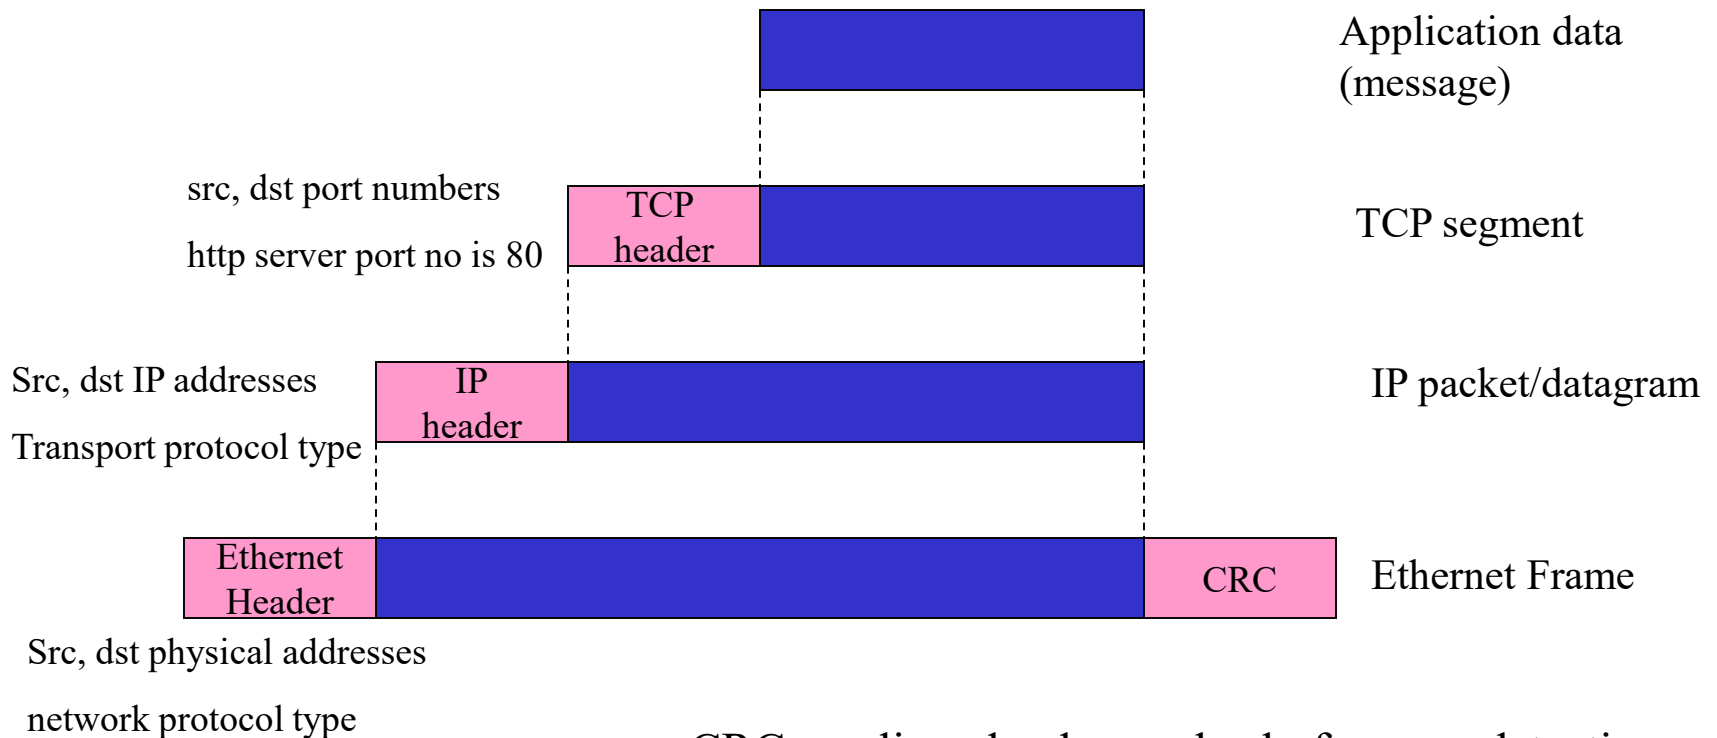 Application data
(message)
src, dst port numbers
http server port no is 80
TCP
header
TCP segment
Src, dst IP addresses
Transport protocol type
IP
header
IP packet/datagram
Ethernet
Header
CRC
Ethernet Frame
Src, dst physical addresses
network protocol type
CRC